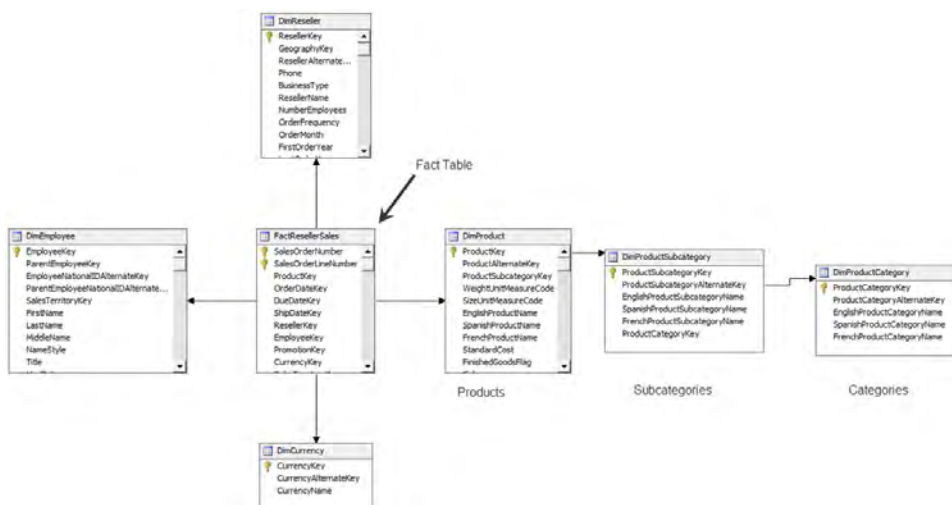 DimReseller
ResellerKey
GeographyKey
ResellerAlternate...
Phone
BusinessType
ResellerName
NumberEmployees
OrderFrequency
OrderMonth
FirstOrderYear
Fact Table
DimEmployee
EmployeeKey
ParentEmployeeKey
EmployeeNationalIDAlternateKey
ParentEmployeeNationalIDAlternate...
SalesTerritoryKey
FirstName
LastName
MiddleName
NameStyle
Title
FactResellerSales
SalesOrderNumber
SalesOrderLineNumber
ProductKey
OrderDateKey
DueDateKey
ShipDateKey
ResellerKey
EmployeeKey
PromotionKey
CurrencyKey
DimProduct
ProductKey
ProductAlternateKey
ProductSubcategoryKey
WeightUnitMeasureCode
SizeUnitMeasureCode
EnglishProductName
SpanishProductName
FrenchProductName
StandardCost
FinishedGoodsFlag
DimProductSubcategory
ProductSubcategoryKey
ProductSubcategoryAlternateKey
EnglishProductSubcategoryName
SpanishProductSubcategoryName
FrenchProductSubcategoryName
ProductCategoryKey
DimProductCategory
ProductCategoryKey
ProductCategoryAlternateKey
EnglishProductCategoryName
SpanishProductCategoryName
FrenchProductCategoryName
Products
Subcategories
Categories
DimCurrency
CurrencyKey
CurrencyAlternateKey
CurrencyName